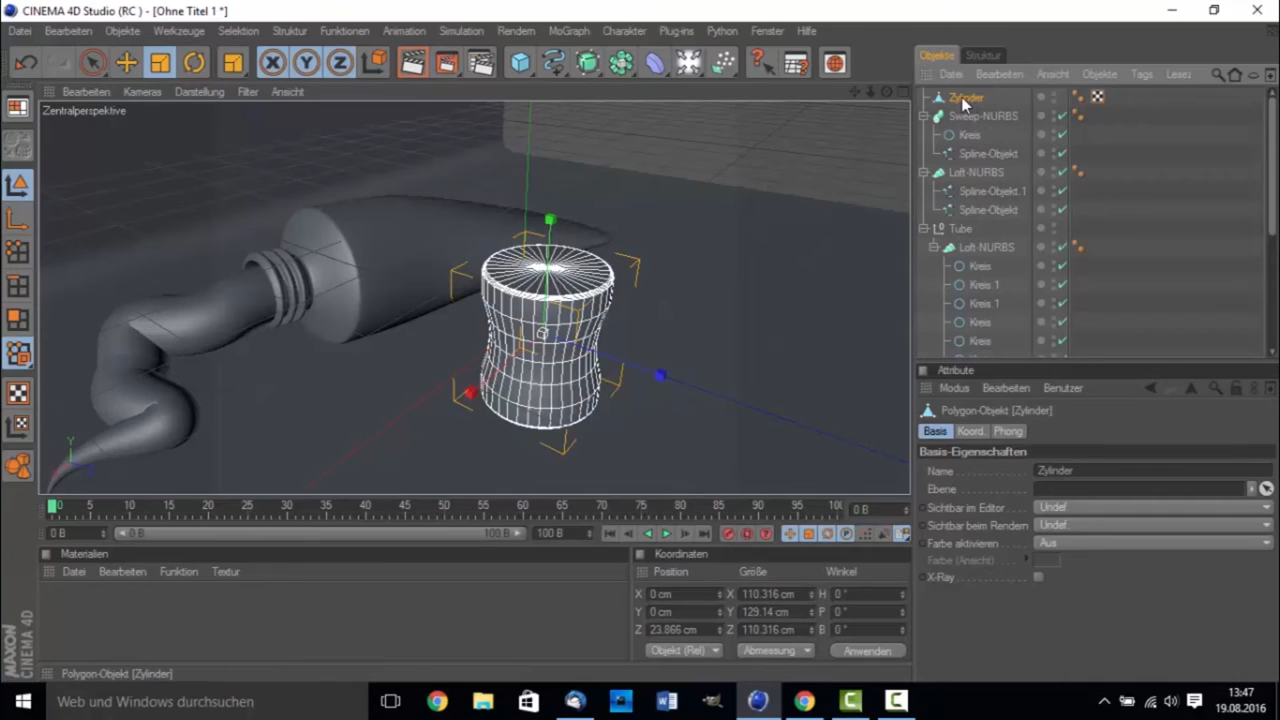 CINEMA 4D Studio (RC ) - [Ohne Titel 1 *]
Datei Bearbeiten Objekte Werkzeuge Selektion Struktur Funktionen Animation Simulation Rendern MoGraph Charakter Plug-ins Python Fenster Hilfe
X Y Z
Objekte Struktur
Datei Bearbeiten Ansicht Objekte Tags Lesez
Bearbeiten Kameras Darstellung Filter Ansicht
Zentralperspektive
Zylinder
Sweep-NURBS
Kreis
Spline-Objekt
Loft-NURBS
Spline-Objekt.1
Spline-Objekt
Tube
Loft-NURBS
Kreis
Kreis 1
Kreis 1
Kreis
Kreis
Y
Z
Attribute
Modus Bearbeiten Benutzer
Polygon-Objekt [Zylinder]
Basis Koord. Phong
Basis-Eigenschaften
Name Zylinder
Ebene
Sichtbar im Editor Undef.
Sichtbar beim Rendern Undef.
Farbe aktivieren Aus
Farbe (Ansicht)
X-Ray
0 5 10 15 20 25 30 35 40 45 50 55 60 65 70 75 80 85 90 95 100 0 B
0 B 0 B 100 B 100 B
Materialien
Datei Bearbeiten Funktion Textur
Koordinaten
Position Größe Winkel
X 0 cm X 110.316 cm H 0 °
Y 0 cm Y 129.14 cm P 0 °
Z 23.866 cm Z 110.316 cm B 0 °
Objekt (Rel) Abmessung Anwenden
MAXON
CINEMA 4D
Polygon-Objekt [Zylinder]
Web und Windows durchsuchen
13:47
19.08.2016